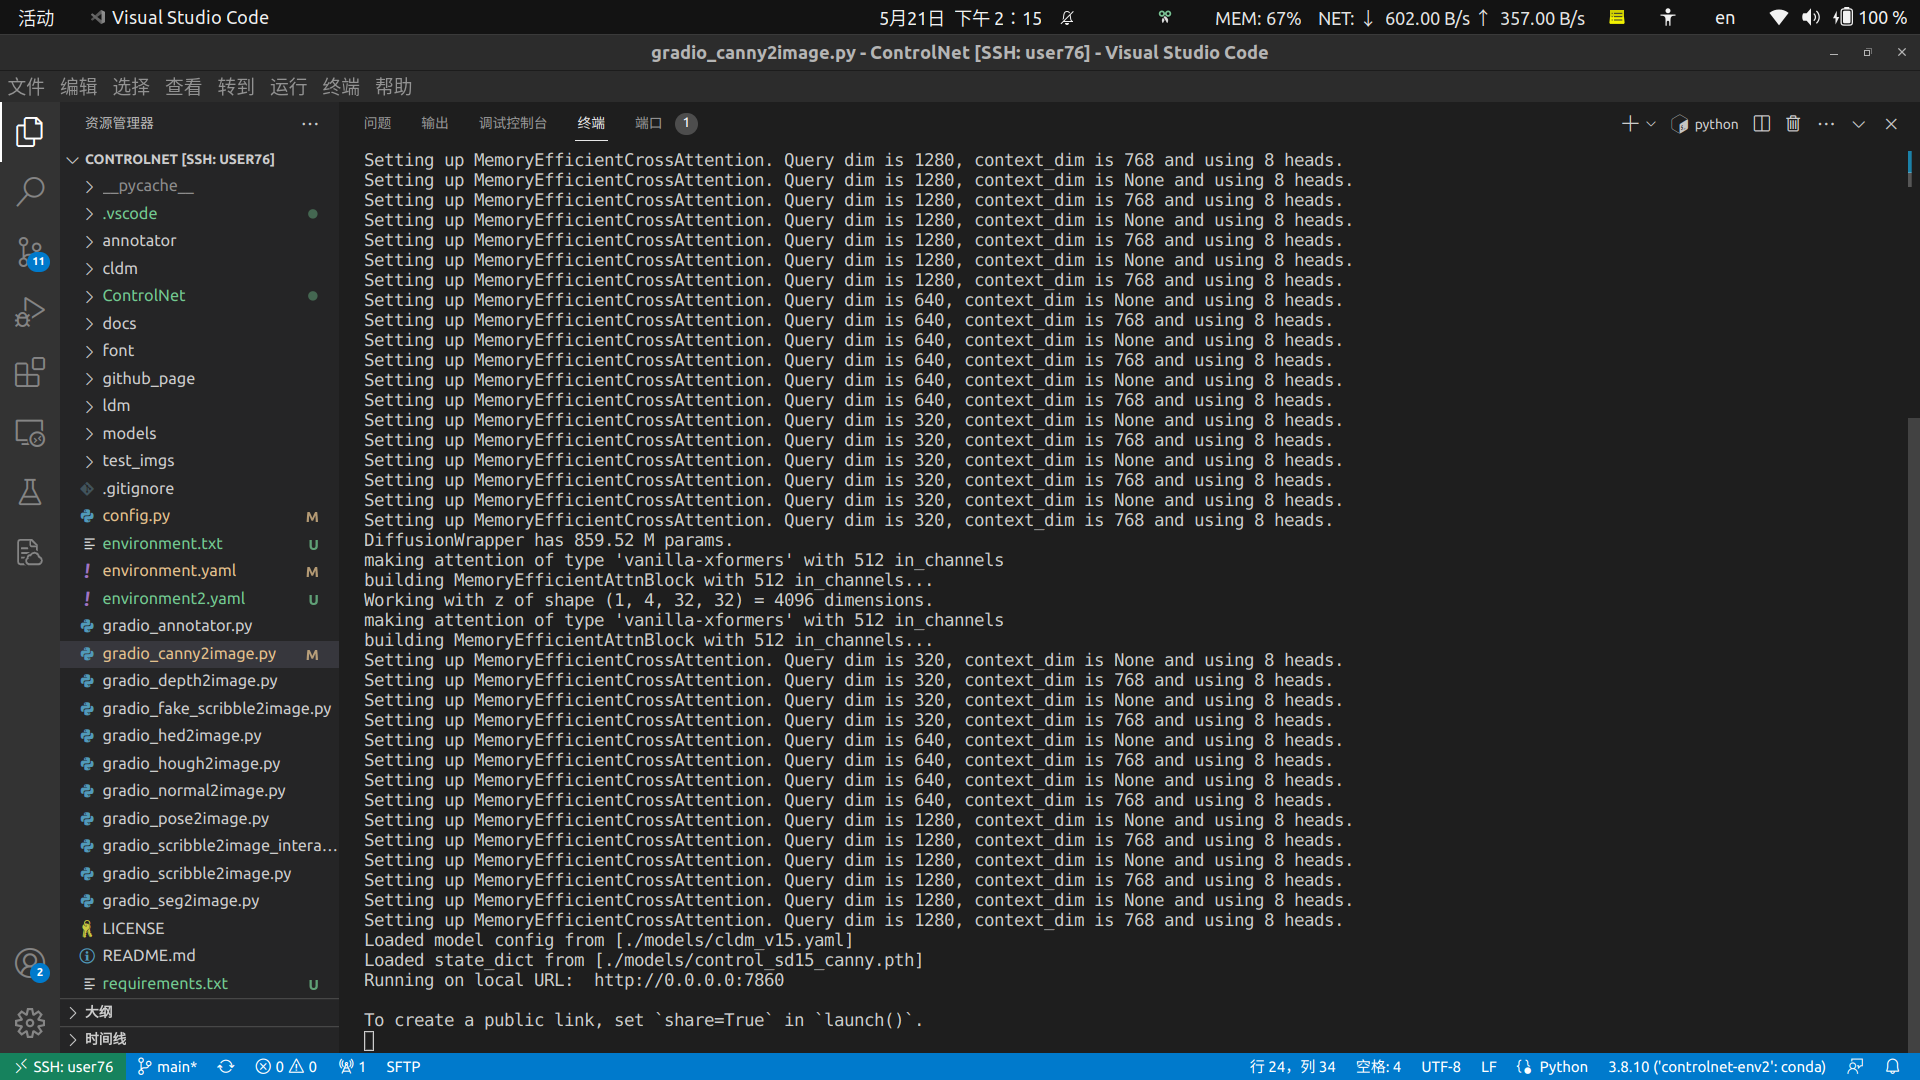 活动 Visual Studio Code 5月21日 下午 2：15 MEM: 67% NET: ↓ 602.00 B/s ↑ 357.00 B/s en 100 %
gradio_canny2image.py - ControlNet [SSH: user76] - Visual Studio Code
文件 编辑 选择 查看 转到 运行 终端 帮助
资源管理器
问题 输出 调试控制台 终端 端口 1
python
CONTROLNET [SSH: USER76]
__pycache__
.vscode
annotator
cldm
ControlNet
docs
font
github_page
ldm
models
test_imgs
.gitignore
config.py M
environment.txt U
environment.yaml M
environment2.yaml U
gradio_annotator.py
gradio_canny2image.py M
gradio_depth2image.py
gradio_fake_scribble2image.py
gradio_hed2image.py
gradio_hough2image.py
gradio_normal2image.py
gradio_pose2image.py
gradio_scribble2image_intera...
gradio_scribble2image.py
gradio_seg2image.py
LICENSE
README.md
requirements.txt U
大纲
时间线
11
2
Setting up MemoryEfficientCrossAttention. Query dim is 1280, context_dim is 768 and using 8 heads.
Setting up MemoryEfficientCrossAttention. Query dim is 1280, context_dim is None and using 8 heads.
Setting up MemoryEfficientCrossAttention. Query dim is 1280, context_dim is 768 and using 8 heads.
Setting up MemoryEfficientCrossAttention. Query dim is 1280, context_dim is None and using 8 heads.
Setting up MemoryEfficientCrossAttention. Query dim is 1280, context_dim is 768 and using 8 heads.
Setting up MemoryEfficientCrossAttention. Query dim is 1280, context_dim is None and using 8 heads.
Setting up MemoryEfficientCrossAttention. Query dim is 1280, context_dim is 768 and using 8 heads.
Setting up MemoryEfficientCrossAttention. Query dim is 640, context_dim is None and using 8 heads.
Setting up MemoryEfficientCrossAttention. Query dim is 640, context_dim is 768 and using 8 heads.
Setting up MemoryEfficientCrossAttention. Query dim is 640, context_dim is None and using 8 heads.
Setting up MemoryEfficientCrossAttention. Query dim is 640, context_dim is 768 and using 8 heads.
Setting up MemoryEfficientCrossAttention. Query dim is 640, context_dim is None and using 8 heads.
Setting up MemoryEfficientCrossAttention. Query dim is 640, context_dim is 768 and using 8 heads.
Setting up MemoryEfficientCrossAttention. Query dim is 320, context_dim is None and using 8 heads.
Setting up MemoryEfficientCrossAttention. Query dim is 320, context_dim is 768 and using 8 heads.
Setting up MemoryEfficientCrossAttention. Query dim is 320, context_dim is None and using 8 heads.
Setting up MemoryEfficientCrossAttention. Query dim is 320, context_dim is 768 and using 8 heads.
Setting up MemoryEfficientCrossAttention. Query dim is 320, context_dim is None and using 8 heads.
Setting up MemoryEfficientCrossAttention. Query dim is 320, context_dim is 768 and using 8 heads.
DiffusionWrapper has 859.52 M params.
making attention of type 'vanilla-xformers' with 512 in_channels
building MemoryEfficientAttnBlock with 512 in_channels...
Working with z of shape (1, 4, 32, 32) = 4096 dimensions.
making attention of type 'vanilla-xformers' with 512 in_channels
building MemoryEfficientAttnBlock with 512 in_channels...
Setting up MemoryEfficientCrossAttention. Query dim is 320, context_dim is None and using 8 heads.
Setting up MemoryEfficientCrossAttention. Query dim is 320, context_dim is 768 and using 8 heads.
Setting up MemoryEfficientCrossAttention. Query dim is 320, context_dim is None and using 8 heads.
Setting up MemoryEfficientCrossAttention. Query dim is 320, context_dim is 768 and using 8 heads.
Setting up MemoryEfficientCrossAttention. Query dim is 640, context_dim is None and using 8 heads.
Setting up MemoryEfficientCrossAttention. Query dim is 640, context_dim is 768 and using 8 heads.
Setting up MemoryEfficientCrossAttention. Query dim is 640, context_dim is None and using 8 heads.
Setting up MemoryEfficientCrossAttention. Query dim is 640, context_dim is 768 and using 8 heads.
Setting up MemoryEfficientCrossAttention. Query dim is 1280, context_dim is None and using 8 heads.
Setting up MemoryEfficientCrossAttention. Query dim is 1280, context_dim is 768 and using 8 heads.
Setting up MemoryEfficientCrossAttention. Query dim is 1280, context_dim is None and using 8 heads.
Setting up MemoryEfficientCrossAttention. Query dim is 1280, context_dim is 768 and using 8 heads.
Setting up MemoryEfficientCrossAttention. Query dim is 1280, context_dim is None and using 8 heads.
Setting up MemoryEfficientCrossAttention. Query dim is 1280, context_dim is 768 and using 8 heads.
Loaded model config from [./models/cldm_v15.yaml]
Loaded state_dict from [./models/control_sd15_canny.pth]
Running on local URL:  http://0.0.0.0:7860
To create a public link, set `share=True` in `launch()`.
SSH: user76 main* 0 0 1 SFTP 行 24，列 34 空格: 4 UTF-8 LF Python 3.8.10 ('controlnet-env2': conda)